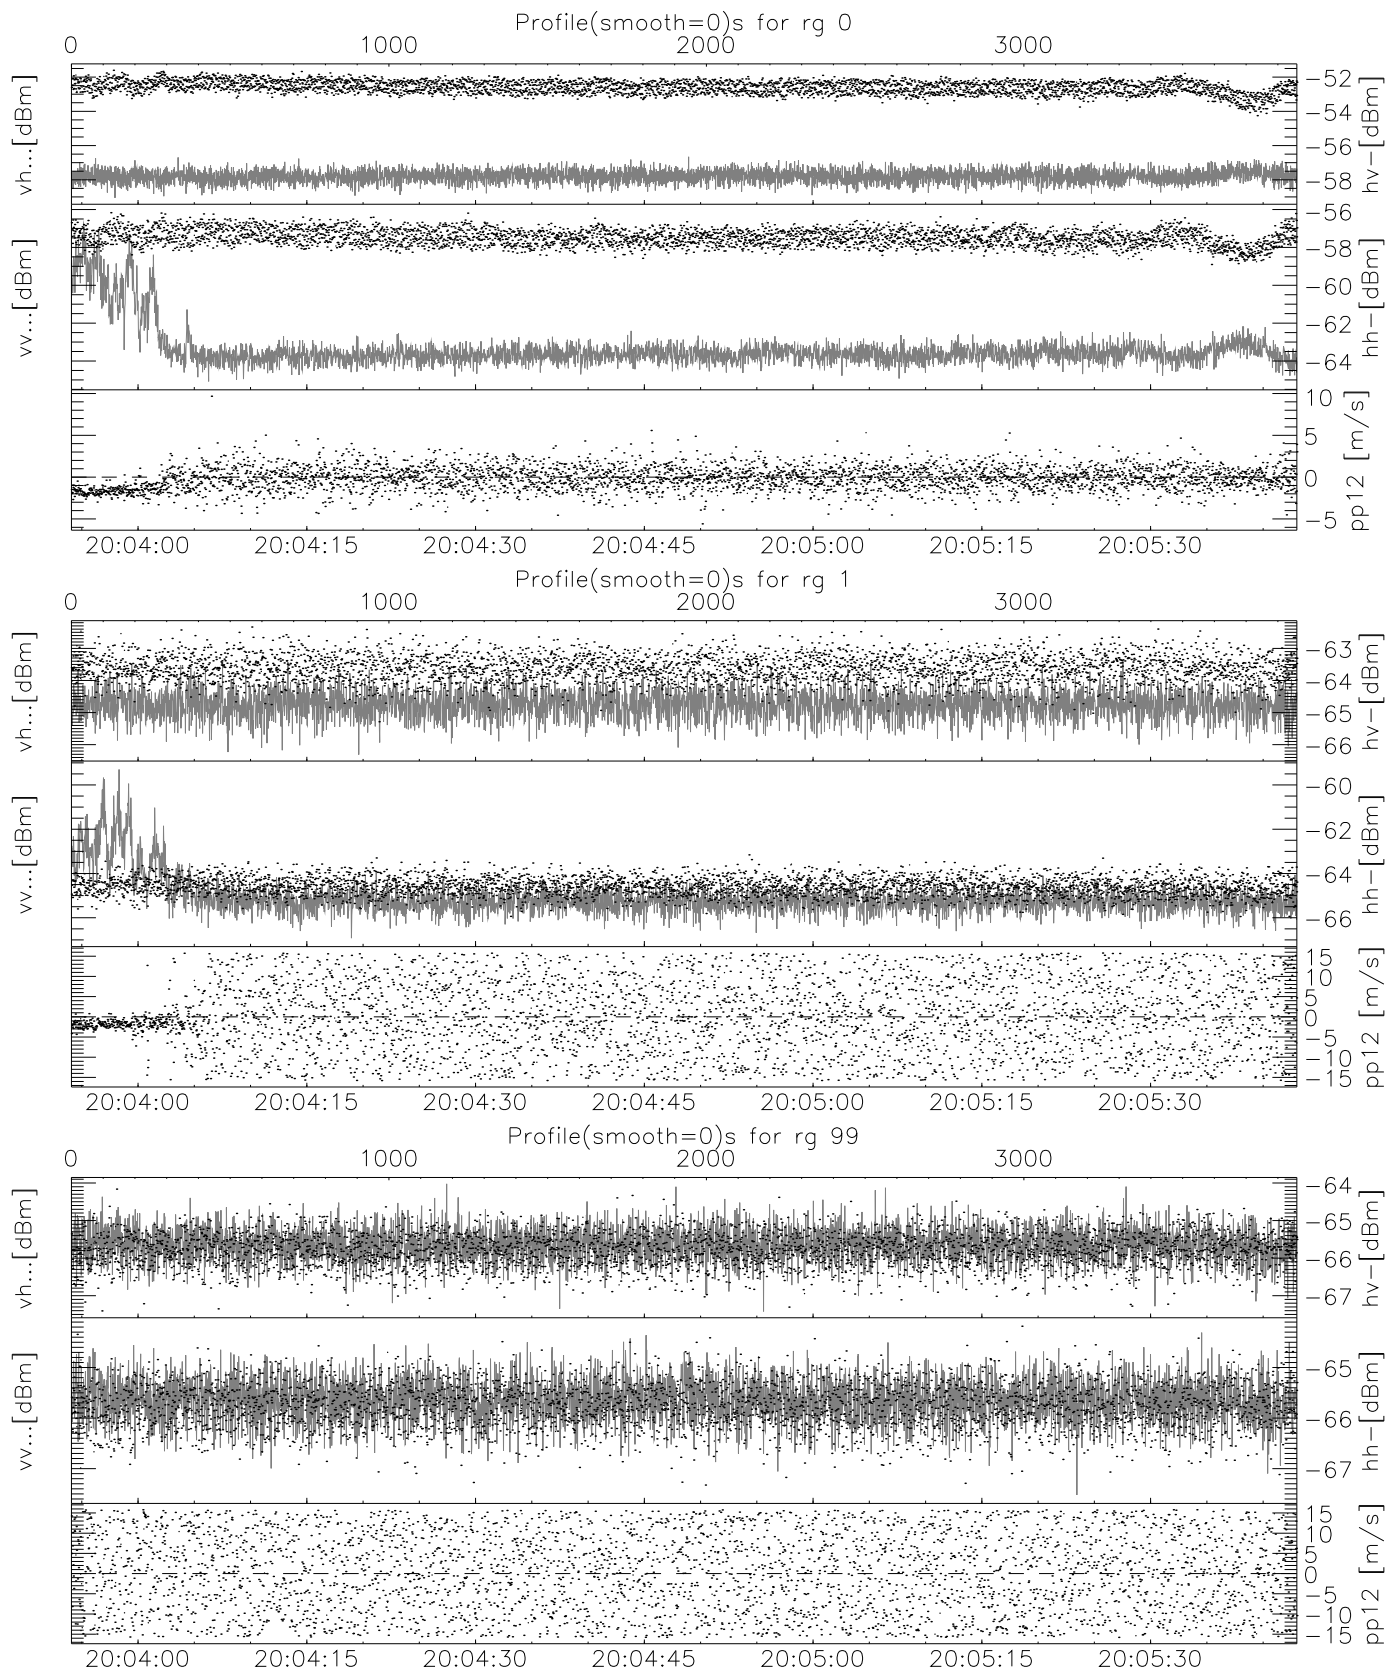 Profile(smooth=0)s for rg 0
0 1000 2000 3000
vh...[dBm]
-52
-54
-56
-58
hv-[dBm]
vv...[dBm]
-56
-58
-60
-62
-64
hh-[dBm]
10
5
0
-5
pp12 [m/s]
20:04:00 20:04:15 20:04:30 20:04:45 20:05:00 20:05:15 20:05:30
Profile(smooth=0)s for rg 1
0 1000 2000 3000
vh...[dBm]
-63
-64
-65
-66
hv-[dBm]
vv...[dBm]
-60
-62
-64
-66
hh-[dBm]
15
10
5
0
-5
-10
-15
pp12 [m/s]
20:04:00 20:04:15 20:04:30 20:04:45 20:05:00 20:05:15 20:05:30
Profile(smooth=0)s for rg 99
0 1000 2000 3000
vh...[dBm]
-64
-65
-66
-67
hv-[dBm]
vv...[dBm]
-65
-66
-67
hh-[dBm]
15
10
5
0
-5
-10
-15
pp12 [m/s]
20:04:00 20:04:15 20:04:30 20:04:45 20:05:00 20:05:15 20:05:30